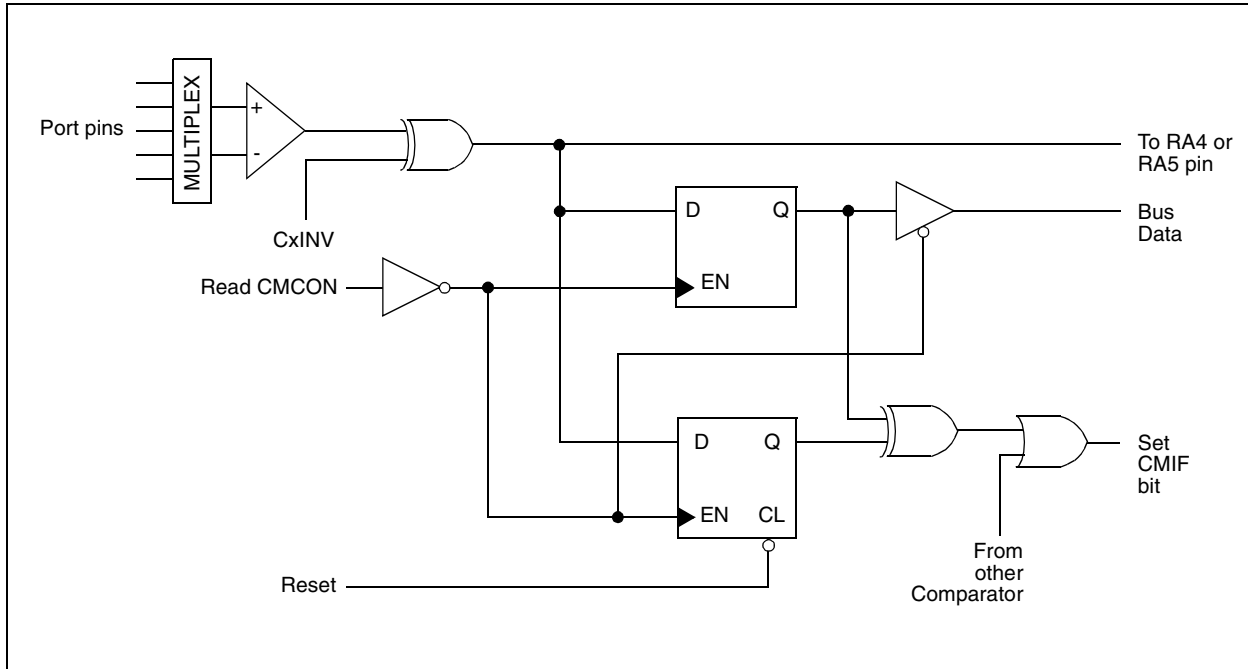 MULTIPLEX
Port pins
+
-
CxINV
To RA4 or
RA5 pin
D
Q
EN
Bus
Data
Read CMCON
D
Q
EN
CL
Set
CMIF
bit
From
other
Comparator
Reset